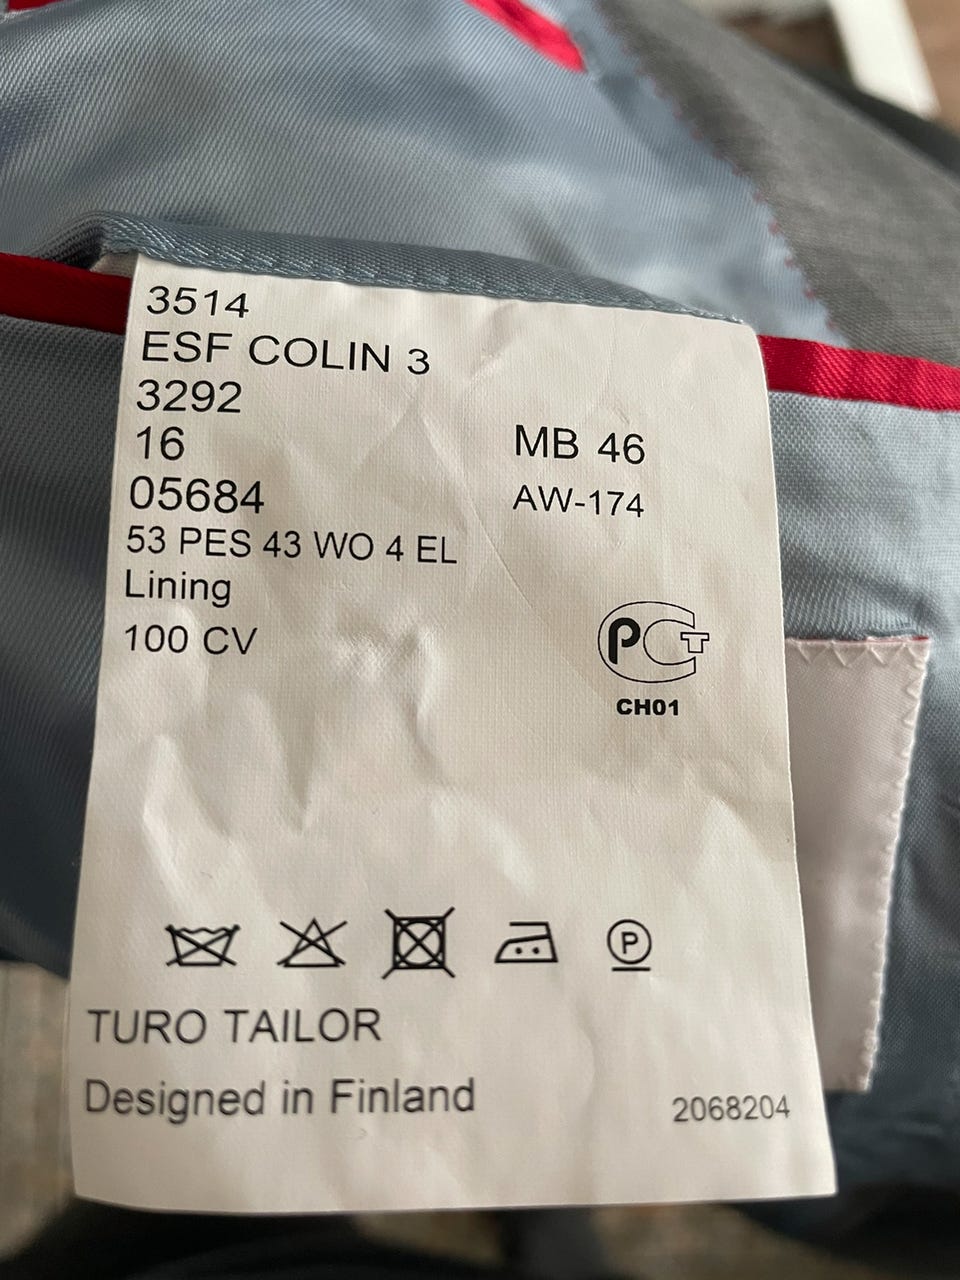 3514
ESF COLIN 3
3292
16 MB 46
05684 AW-174
53 PES 43 WO 4 EL
Lining
100 CV
РСТ
CH01
P
TURO TAILOR
Designed in Finland
2068204